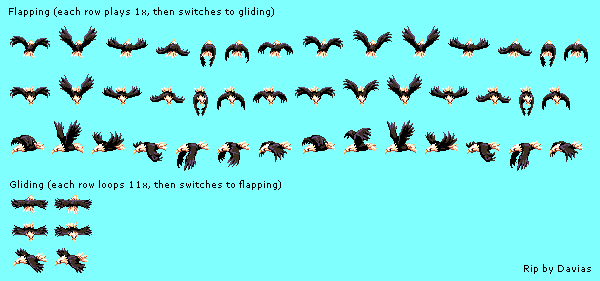 Flapping (each row plays 1x, then switches to gliding)
Gliding (each row loops 11x, then switches to flapping)
Rip by Davias